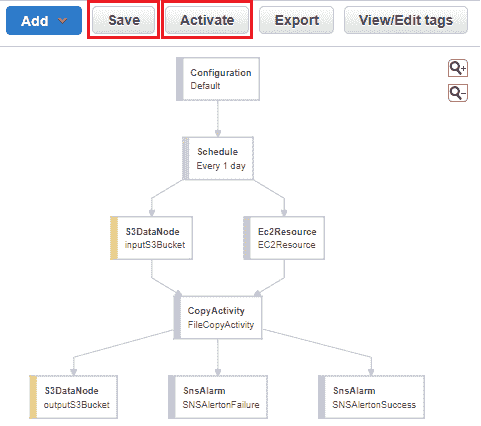 Add Save Activate Export View/Edit tags
Configuration
Default
Schedule
Every 1 day
S3DataNode
inputS3Bucket
Ec2Resource
EC2Resource
CopyActivity
FileCopyActivity
S3DataNode
outputS3Bucket
SnsAlarm
SNSAlertonFailure
SnsAlarm
SNSAlertonSuccess